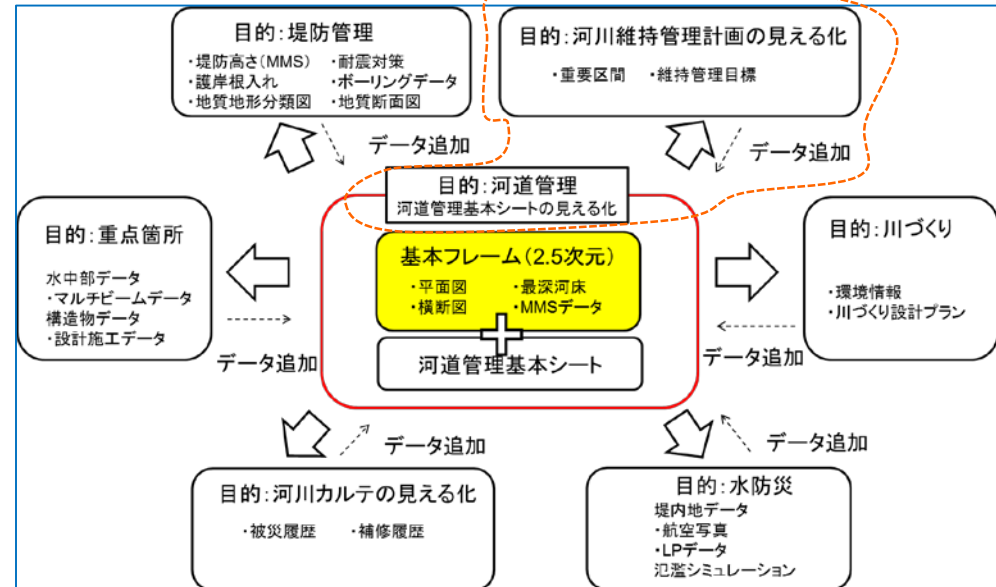 目的:堤防管理
・堤防高さ(MMS) ・耐震対策
・護岸根入れ ・ボーリングデータ
・地質地形分類図 ・地質断面図
目的:河川維持管理計画の見える化
・重要区間 ・維持管理目標
データ追加
データ追加
目的:河道管理
河道管理基本シートの見える化
目的:重点箇所
水中部データ
・マルチビームデータ
構造物データ
・設計施工データ
基本フレーム(2.5次元)
・平面図 ・最深河床
・横断図 ・MMSデータ
河道管理基本シート
目的:川づくり
・環境情報
・川づくり設計プラン
データ追加
データ追加
データ追加
データ追加
目的:河川カルテの見える化
・被災履歴 ・補修履歴
目的:水防災
堤内地データ
・航空写真
・LPデータ
氾濫シミュレーション